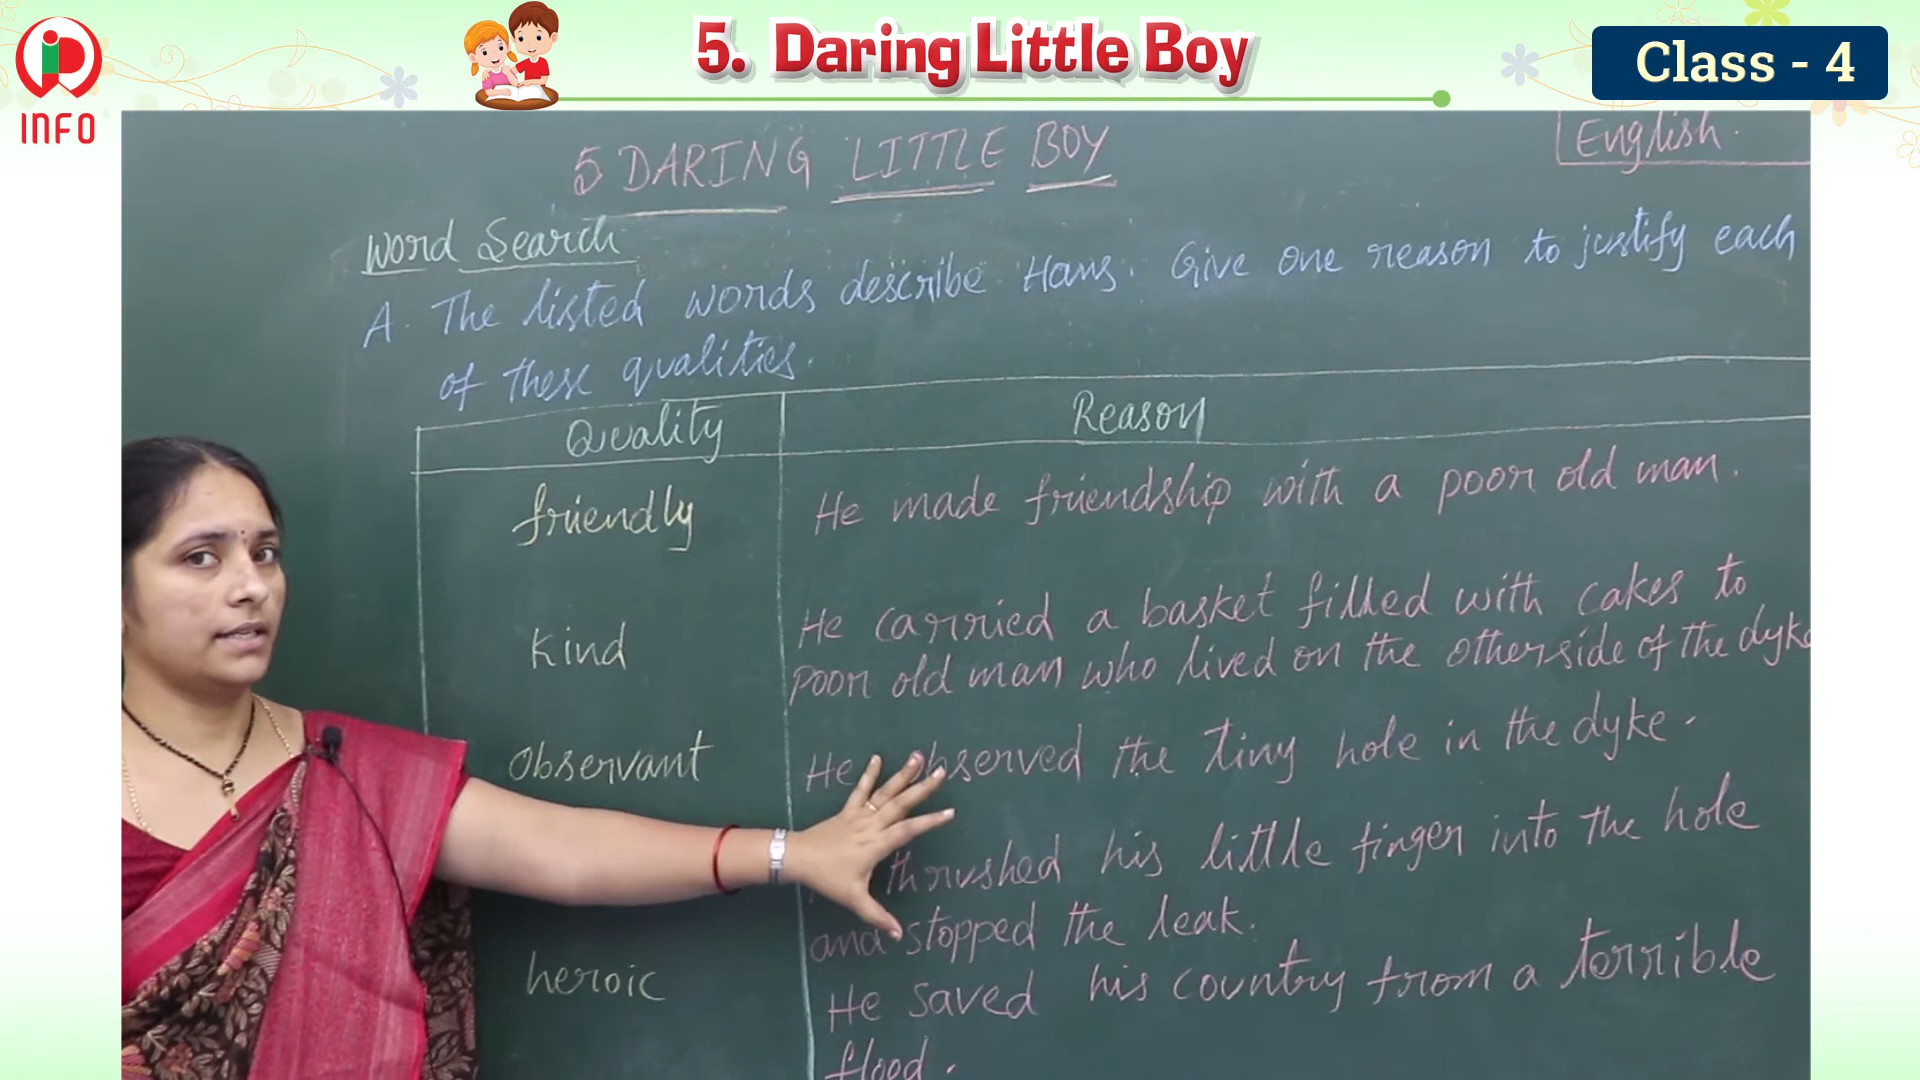 INFO
5. Daring Little Boy
Class - 4
5 DARING LITTLE BOY
English.
Word Search
A. The listed words describe Hans. Give one reason to justify each
of these qualities.
Quality Reason
friendly He made friendship with a poor old man.
kind He carried a basket filled with cakes to
poor old man who lived on the otherside of the dyke
Observant He observed the tiny hole in the dyke.
thrushed his little finger into the hole
and stopped the leak.
heroic He saved his country from a terrible
flood.